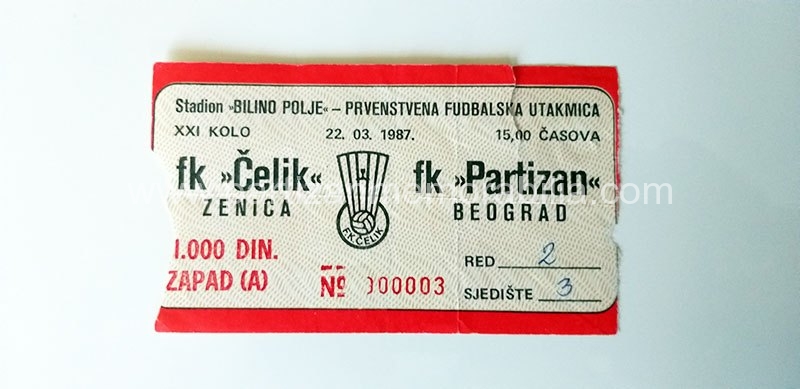 Stadion »BILINO POLJE« – PRVENSTVENA FUDBALSKA UTAKMICA
XXI KOLO 22. 03. 1987. 15,00 ČASOVA
fk »Čelik« fk »Partizan«
ZENICA BEOGRAD
FK ČELIK
1.000 DIN.
ZAPAD (A) № 000003
RED 2
SJEDIŠTE 3